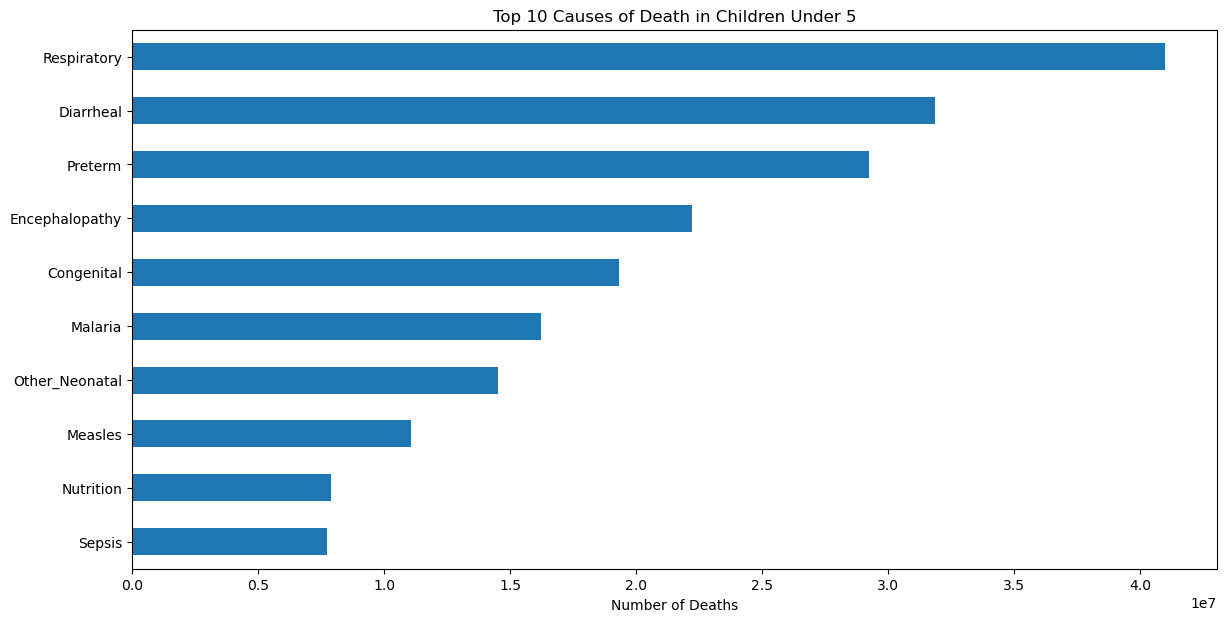 Top 10 Causes of Death in Children Under 5
Respiratory
Diarrheal
Preterm
Encephalopathy
Congenital
Malaria
Other_Neonatal
Measles
Nutrition
Sepsis
0.0 0.5 1.0 1.5 2.0 2.5 3.0 3.5 4.0
1e7
Number of Deaths